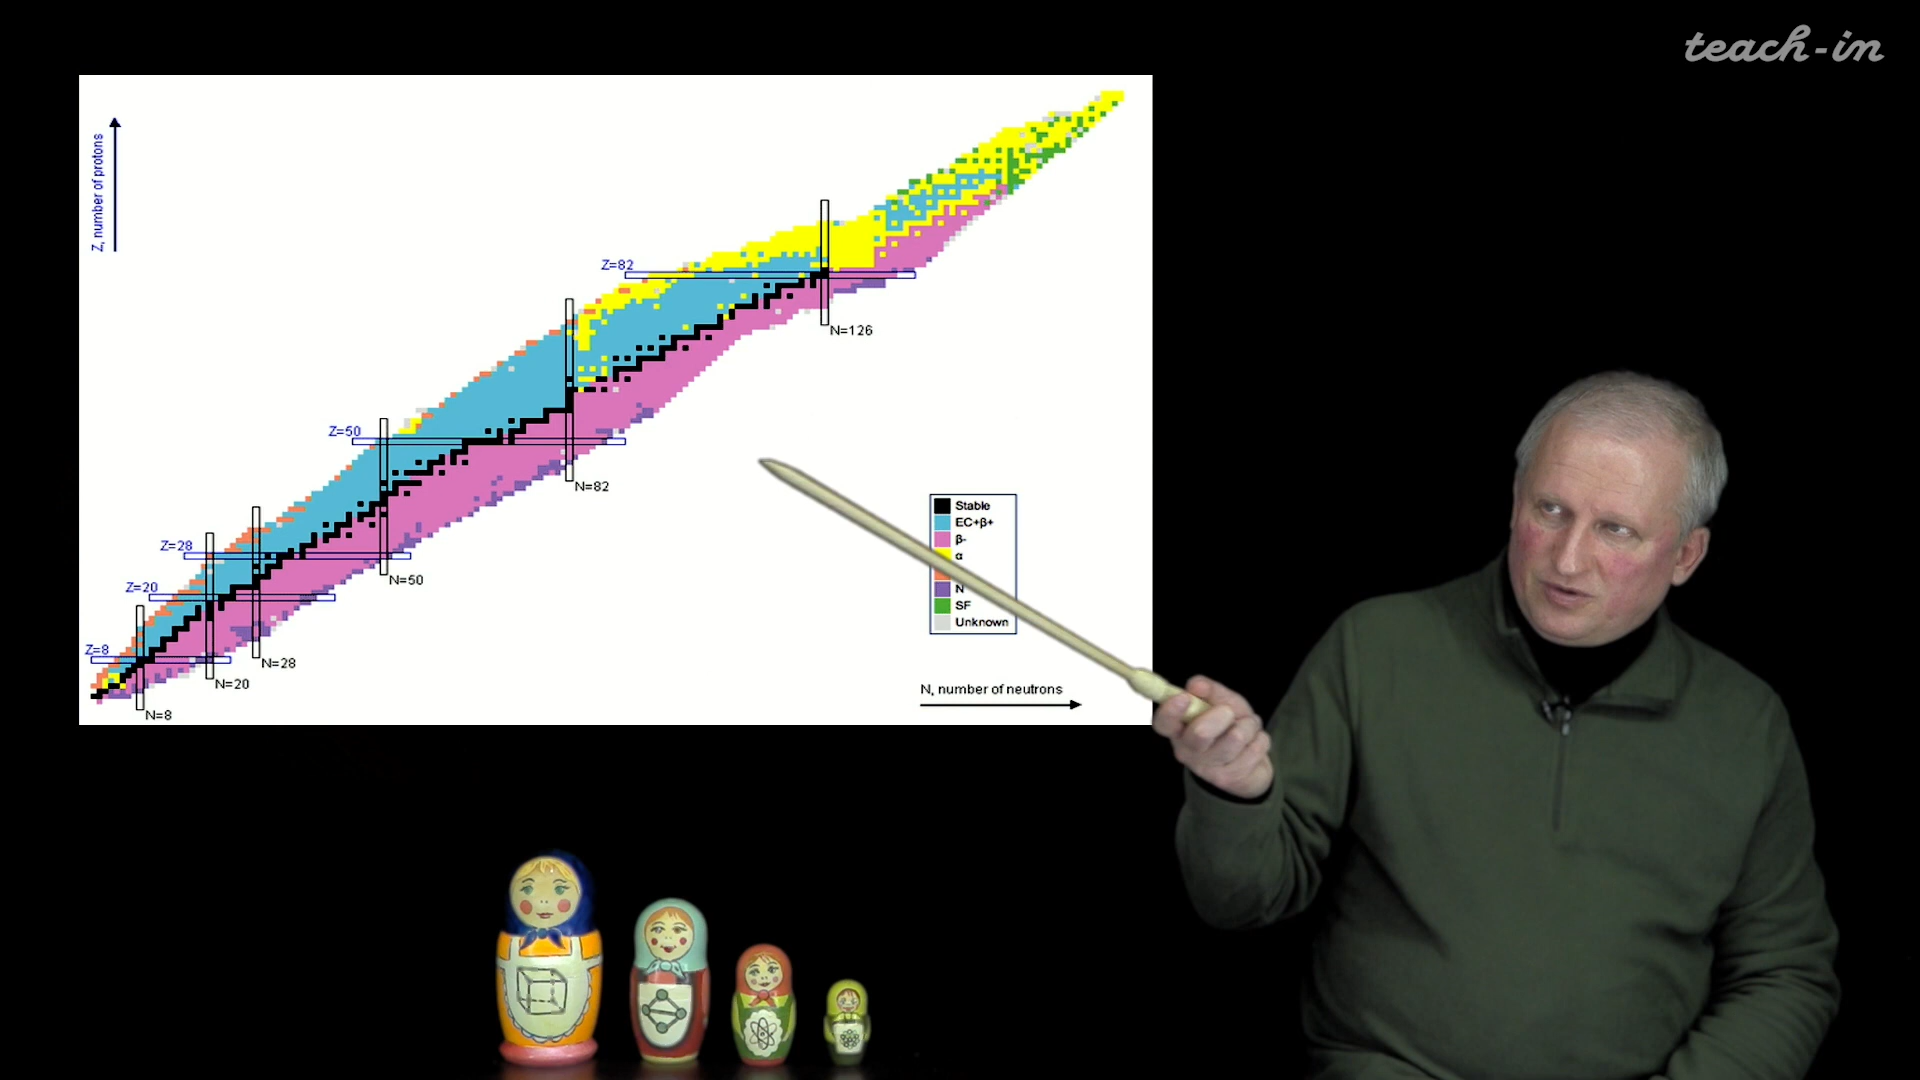 teach-in
Z, number of protons
Z=82
N=126
Z=50
N=82
Z=28
N=50
Z=20
N=28
Z=8
N=20
N=8
Stable
EC+β+
β-
α
N
SF
Unknown
N, number of neutrons